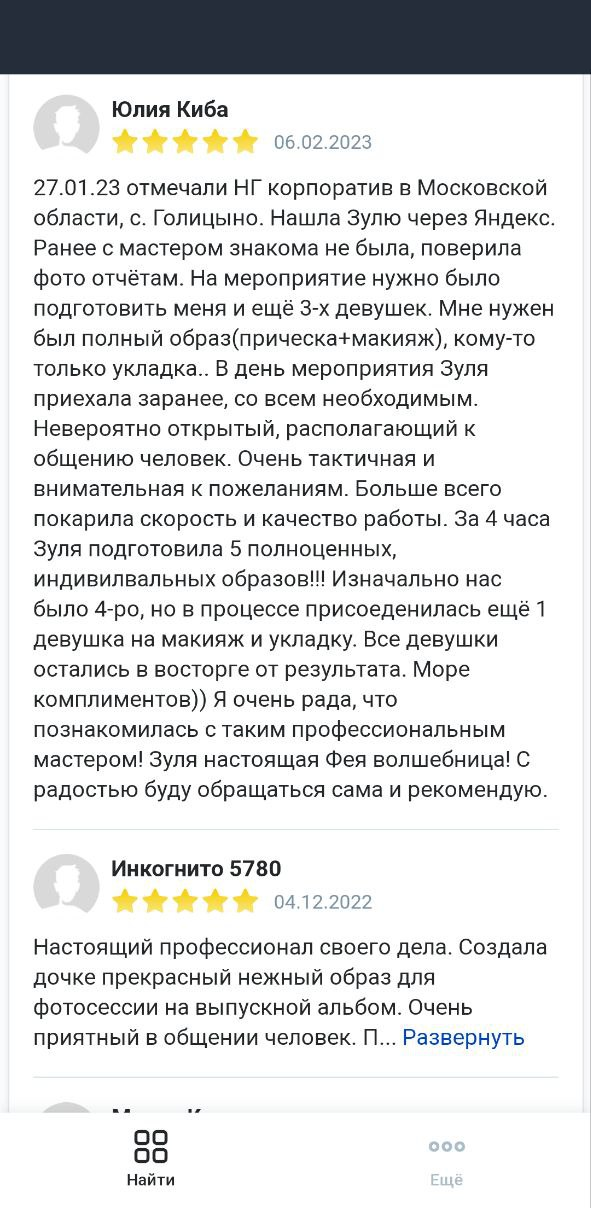 Юлия Киба
06.02.2023
27.01.23 отмечали НГ корпоратив в Московской
области, с. Голицыно. Нашла Зулю через Яндекс.
Ранее с мастером знакома не была, поверила
фото отчётам. На мероприятие нужно было
подготовить меня и ещё 3-х девушек. Мне нужен
был полный образ(прическа+макияж), кому-то
только укладка.. В день мероприятия Зуля
приехала заранее, со всем необходимым.
Невероятно открытый, располагающий к
общению человек. Очень тактичная и
внимательная к пожеланиям. Больше всего
покарила скорость и качество работы. За 4 часа
Зуля подготовила 5 полноценных,
индивилвальных образов!!! Изначально нас
было 4-ро, но в процессе присоеденилась ещё 1
девушка на макияж и укладку. Все девушки
остались в восторге от результата. Море
комплиментов)) Я очень рада, что
познакомилась с таким профессиональным
мастером! Зуля настоящая Фея волшебница! С
радостью буду обращаться сама и рекомендую.
Инкогнито 5780
04.12.2022
Настоящий профессионал своего дела. Создала
дочке прекрасный нежный образ для
фотосессии на выпускной альбом. Очень
приятный в общении человек. П... Развернуть
Найти
Ещё